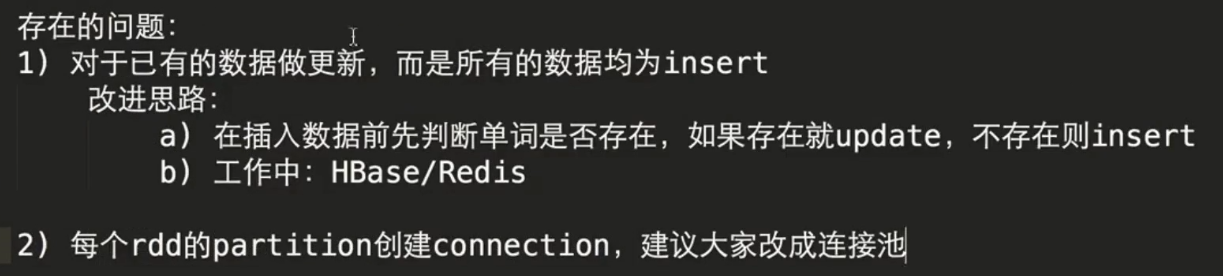 存在的问题：
1) 对于已有的数据做更新，而是所有的数据均为insert
改进思路：
a) 在插入数据前先判断单词是否存在，如果存在就update，不存在则insert
b) 工作中：HBase/Redis
2) 每个rdd的partition创建connection，建议大家改成连接池